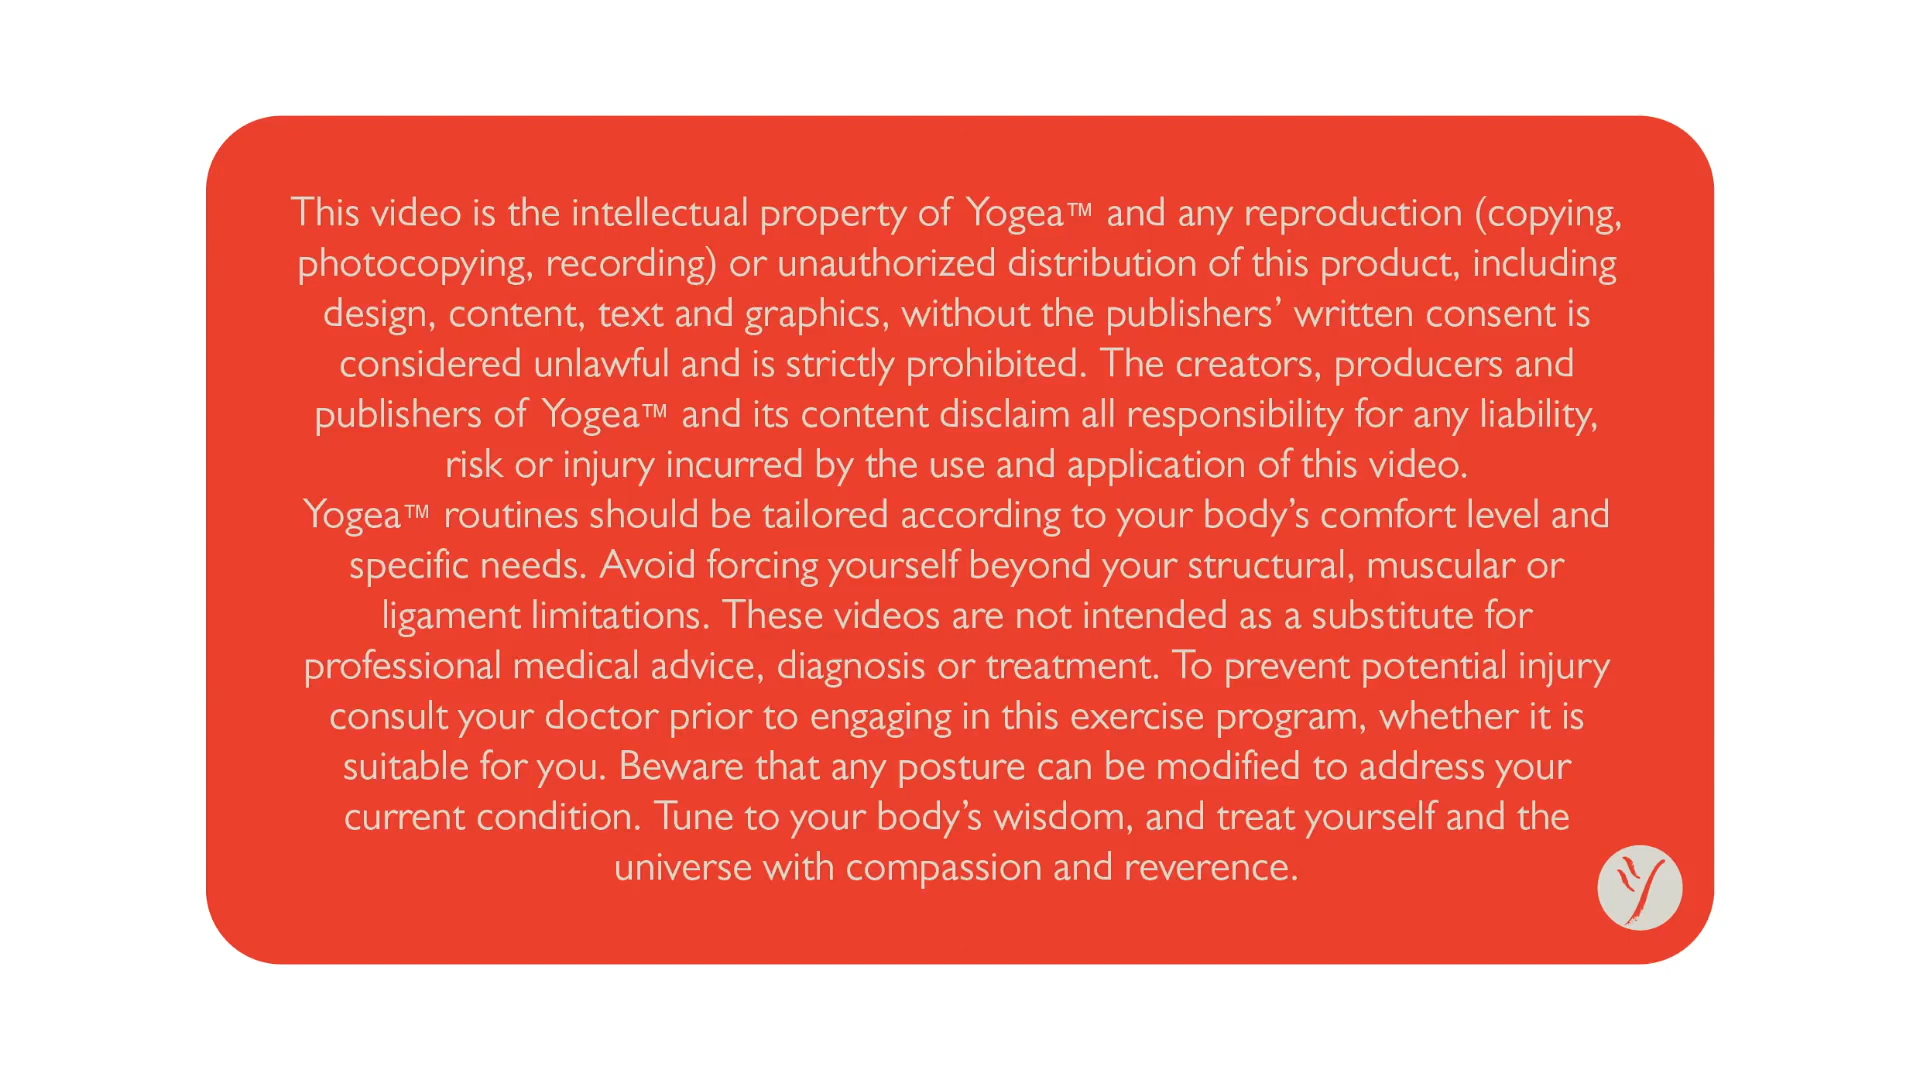 This video is the intellectual property of Yogea™ and any reproduction (copying,
photocopying, recording) or unauthorized distribution of this product, including
design, content, text and graphics, without the publishers’ written consent is
considered unlawful and is strictly prohibited. The creators, producers and
publishers of Yogea™ and its content disclaim all responsibility for any liability,
risk or injury incurred by the use and application of this video.
Yogea™ routines should be tailored according to your body’s comfort level and
specific needs. Avoid forcing yourself beyond your structural, muscular or
ligament limitations. These videos are not intended as a substitute for
professional medical advice, diagnosis or treatment. To prevent potential injury
consult your doctor prior to engaging in this exercise program, whether it is
suitable for you. Beware that any posture can be modified to address your
current condition. Tune to your body’s wisdom, and treat yourself and the
universe with compassion and reverence.